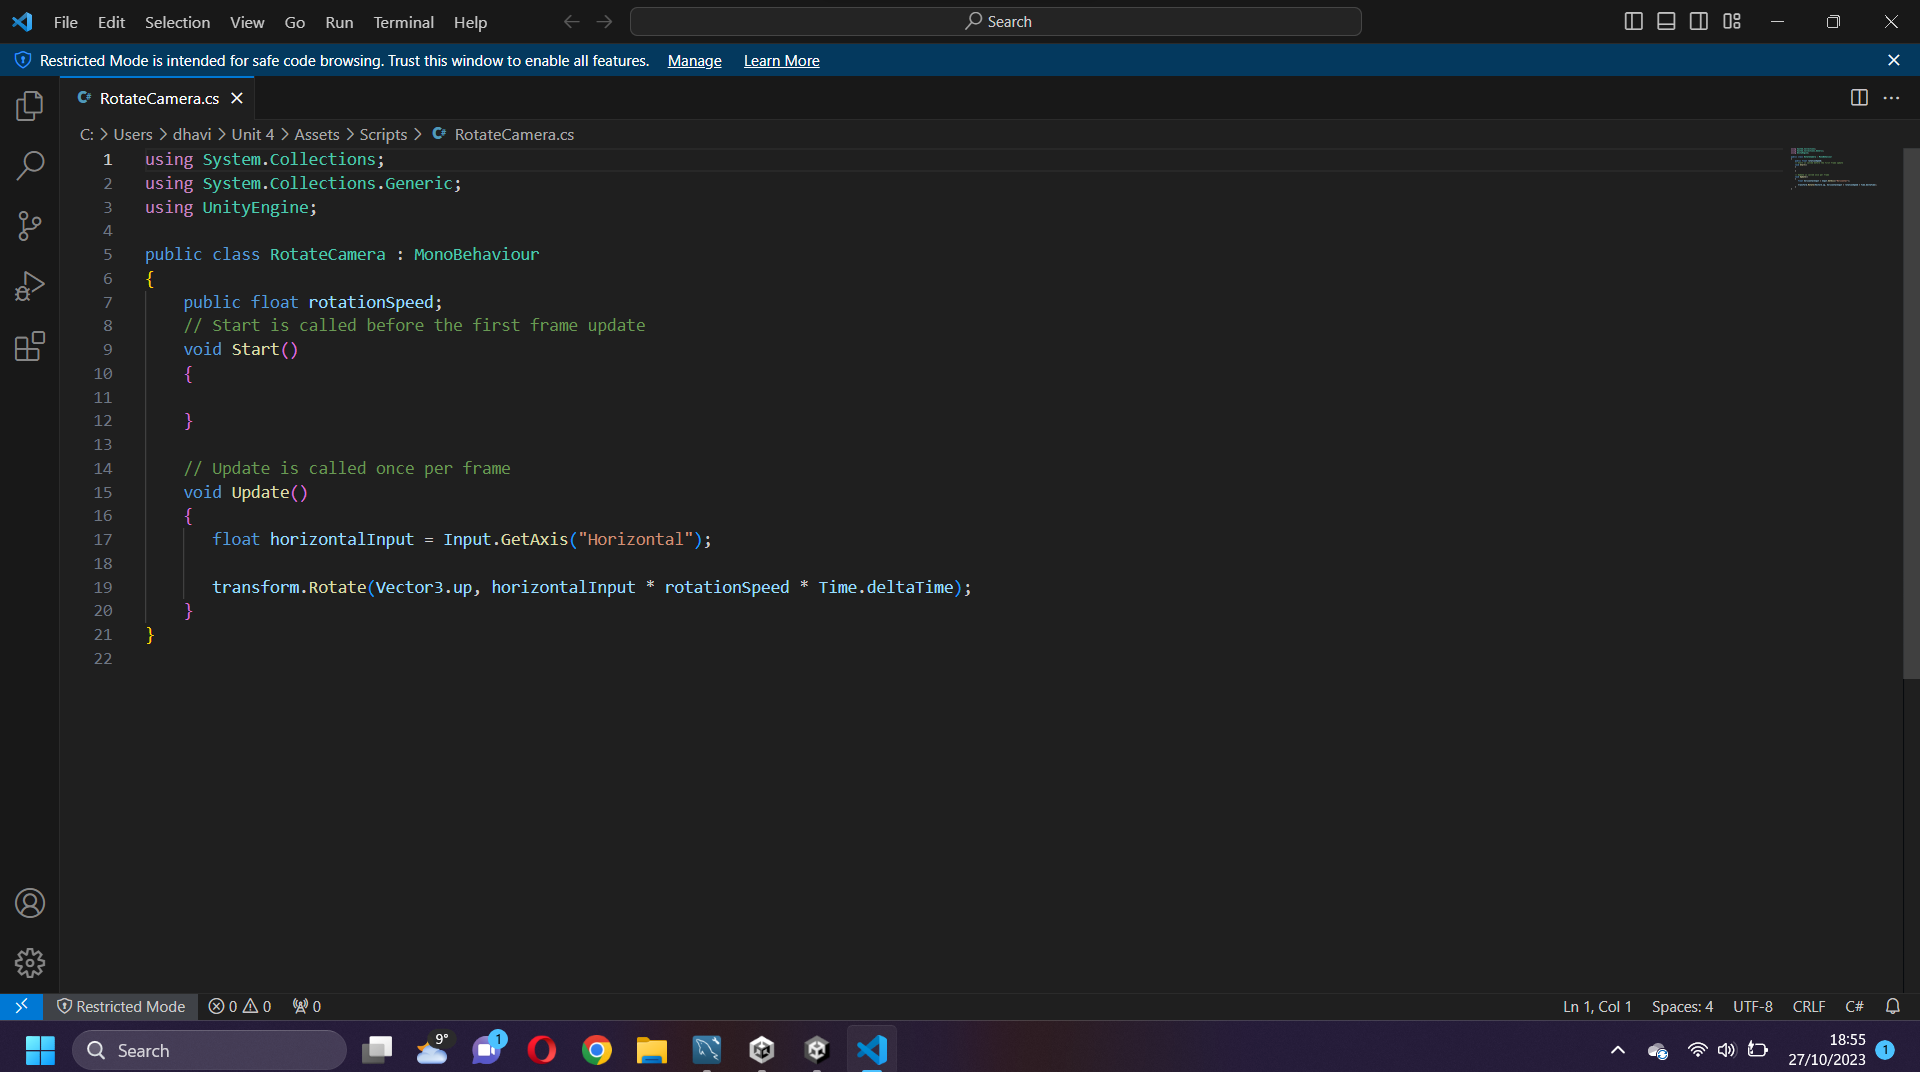 File Edit Selection View Go Run Terminal Help Search
Restricted Mode is intended for safe code browsing. Trust this window to enable all features. Manage Learn More
RotateCamera.cs
C: > Users > dhavi > Unit 4 > Assets > Scripts > RotateCamera.cs
1 using System.Collections;
2 using System.Collections.Generic;
3 using UnityEngine;
4
5 public class RotateCamera : MonoBehaviour
6 {
7 public float rotationSpeed;
8 // Start is called before the first frame update
9 void Start()
10 {
11
12 }
13
14 // Update is called once per frame
15 void Update()
16 {
17 float horizontalInput = Input.GetAxis("Horizontal");
18
19 transform.Rotate(Vector3.up, horizontalInput * rotationSpeed * Time.deltaTime);
20 }
21 }
22
Restricted Mode 0 0 0 Ln 1, Col 1 Spaces: 4 UTF-8 CRLF C#
Search 9° 1 18:55 1
27/10/2023